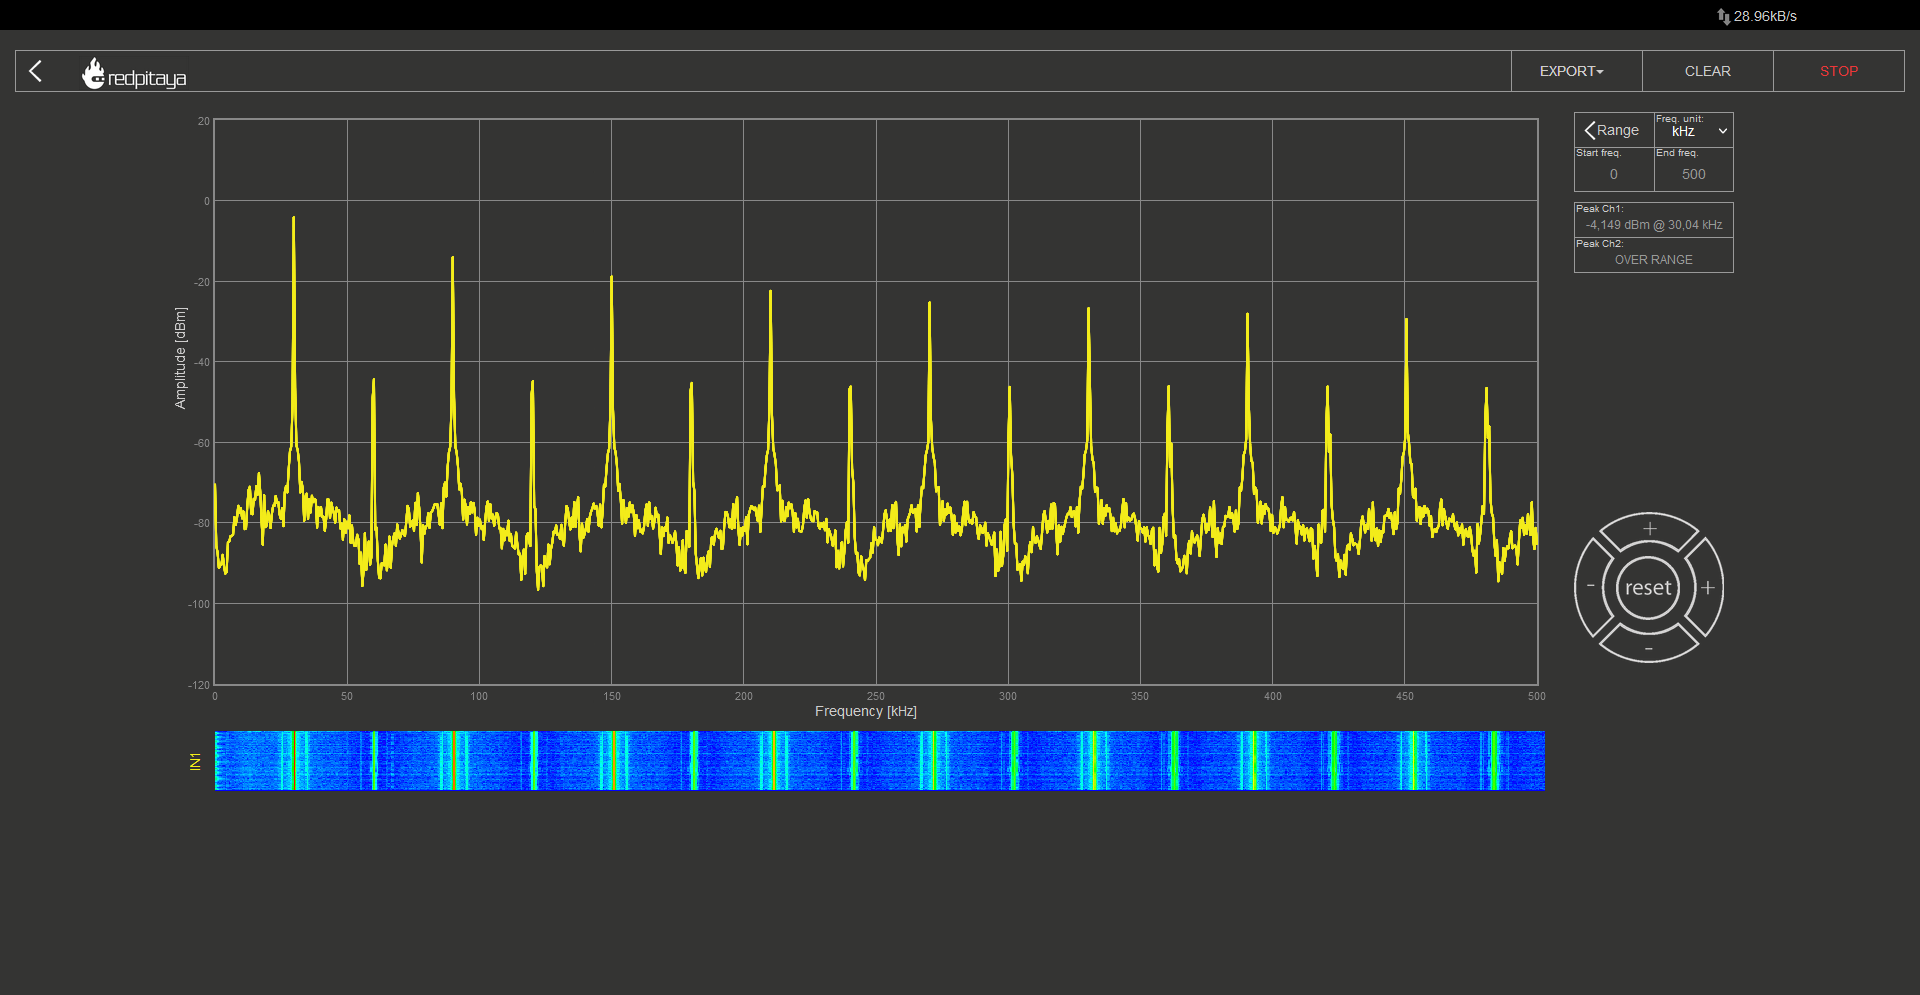 28.96kB/s
redpitaya
EXPORT
CLEAR
STOP
Range
Freq. unit:
kHz
Start freq.
0
End freq.
500
Peak Ch1:
-4,149 dBm @ 30,04 kHz
Peak Ch2:
OVER RANGE
20
0
-20
-40
-60
-80
-100
-120
Amplitude [dBm]
0 50 100 150 200 250 300 350 400 450 500
Frequency [kHz]
IN1
+
-
reset
+
-